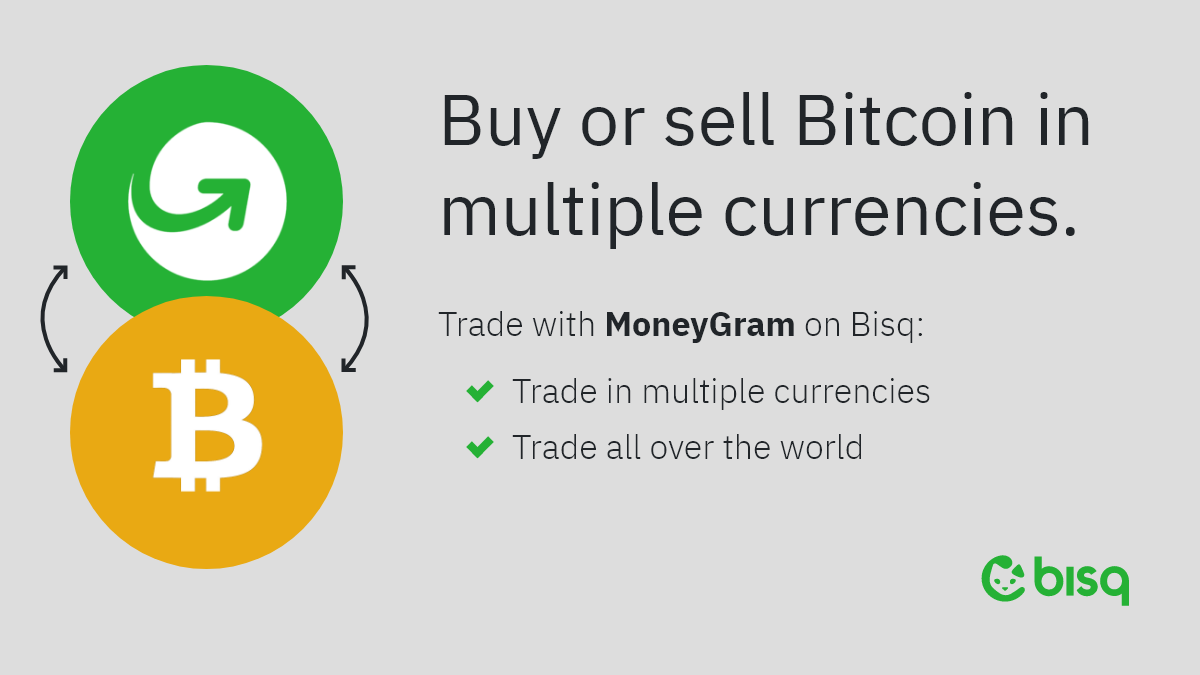 Buy or sell Bitcoin in
multiple currencies.
Trade with MoneyGram on Bisq:
Trade in multiple currencies
Trade all over the world
bisq